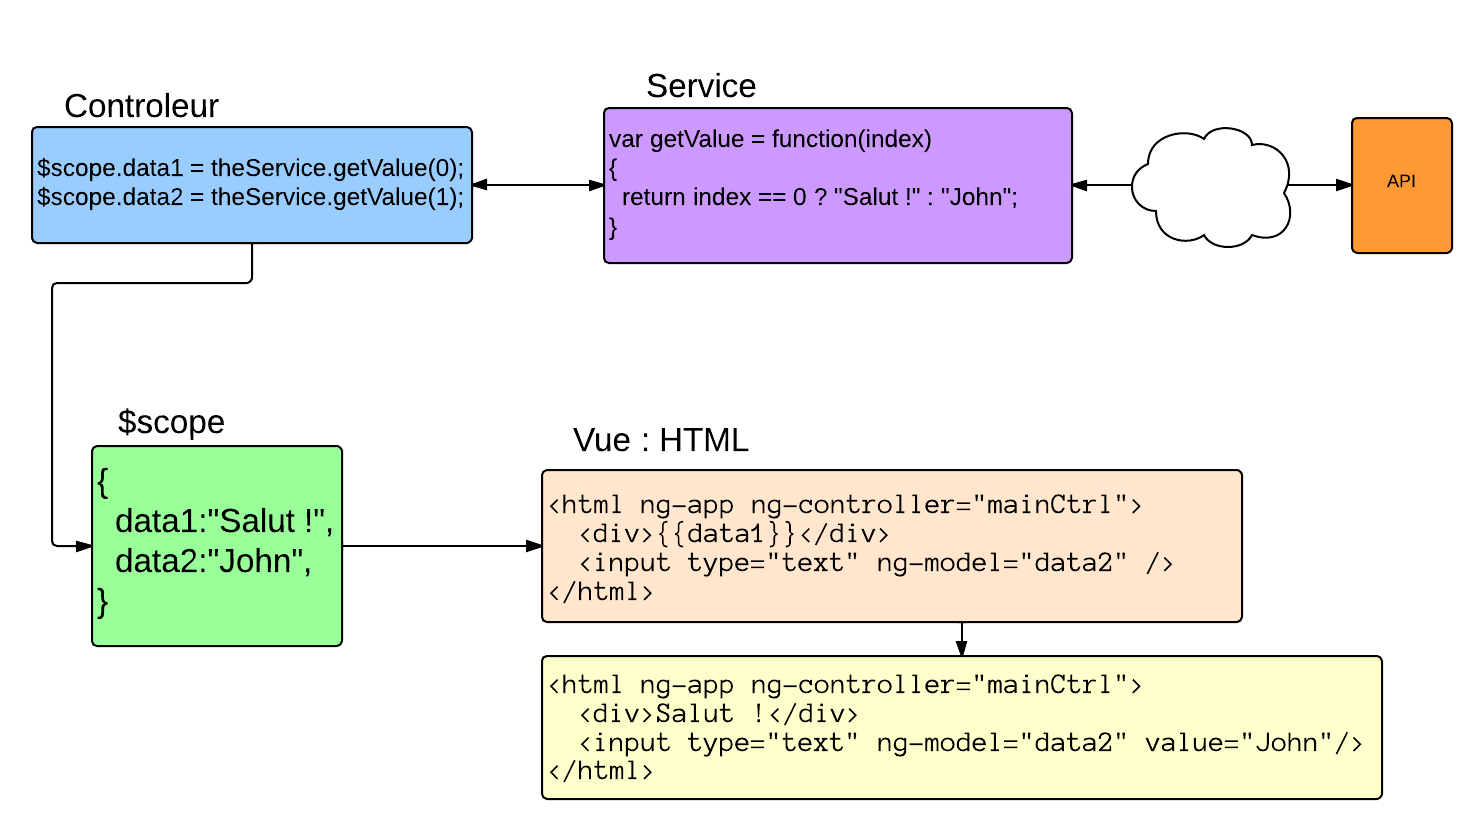 Controleur
$scope.data1 = theService.getValue(0);
$scope.data2 = theService.getValue(1);
Service
var getValue = function(index)
{
  return index == 0 ? "Salut !" : "John";
}
API
$scope
{
  data1:"Salut !",
  data2:"John",
}
Vue : HTML
<html ng-app ng-controller="mainCtrl">
  <div>{{data1}}</div>
  <input type="text" ng-model="data2" />
</html>
<html ng-app ng-controller="mainCtrl">
  <div>Salut !</div>
  <input type="text" ng-model="data2" value="John"/>
</html>